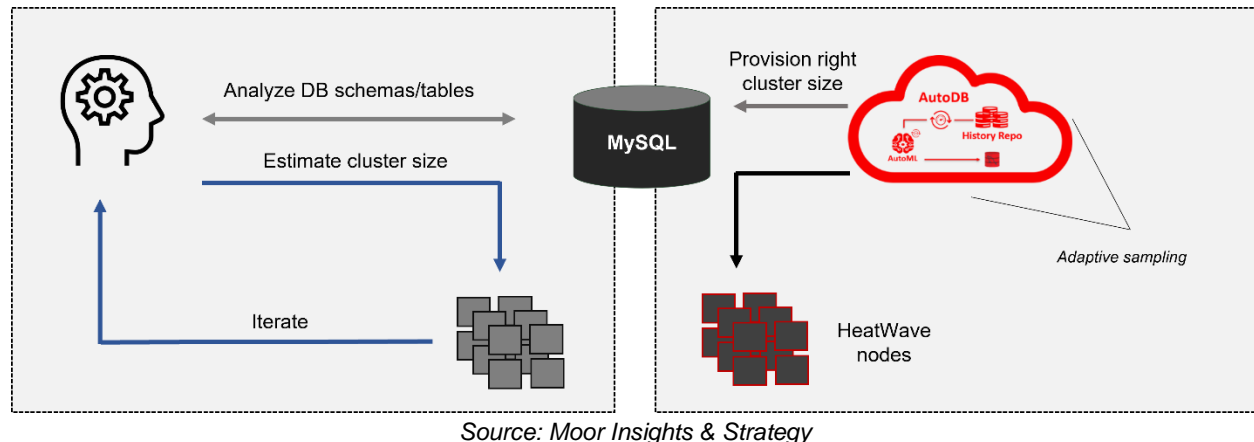 Analyze DB schemas/tables
Estimate cluster size
Iterate
MySQL
Provision right
cluster size
AutoDB
History Repo
AutoML
Adaptive sampling
HeatWave
nodes
Source: Moor Insights & Strategy